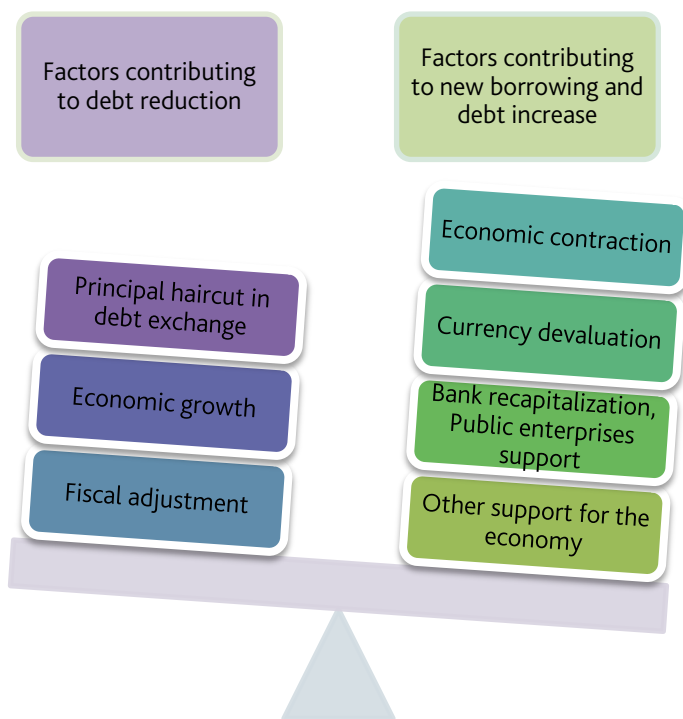 Factors contributing
to debt reduction
Factors contributing
to new borrowing and
debt increase
Principal haircut in
debt exchange
Economic growth
Fiscal adjustment
Economic contraction
Currency devaluation
Bank recapitalization,
Public enterprises
support
Other support for the
economy